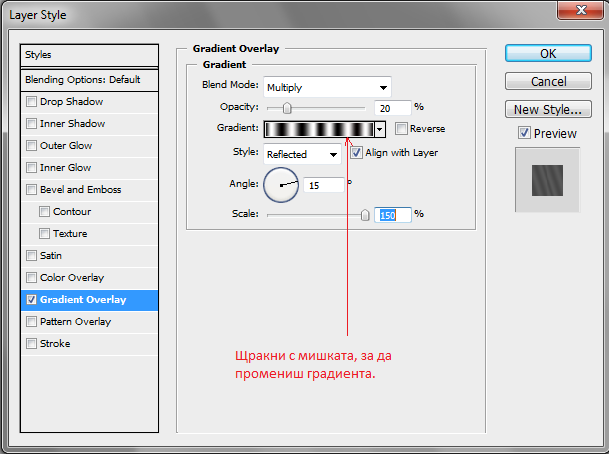 Layer Style
Styles
Blending Options: Default
Drop Shadow
Inner Shadow
Outer Glow
Inner Glow
Bevel and Emboss
Contour
Texture
Satin
Color Overlay
Gradient Overlay
Pattern Overlay
Stroke
Gradient Overlay
Gradient
Blend Mode: Multiply
Opacity: 20 %
Gradient: Reverse
Style: Reflected Align with Layer
Angle: 15 °
Scale: 150 %
Щракни с мишката, за да
промениш градиента.
OK
Cancel
New Style...
Preview